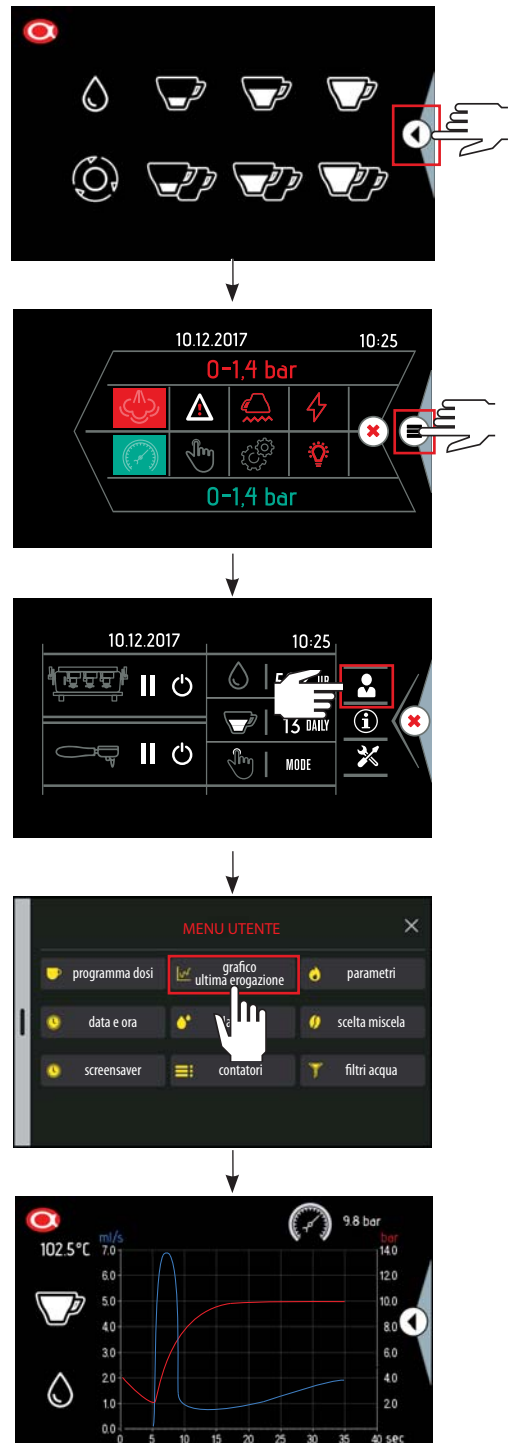 10.12.2017 10:25
0-1,4 bar
0-1,4 bar
10.12.2017 10:25
13 DAILY
MODE
MENU UTENTE
programma dosi
grafico
ultima erogazione
parametri
data e ora
scelta miscela
screensaver
contatori
filtri acqua
9.8 bar
102.5°C
ml/s
bar
7.0 14.0
6.0 12.0
5.0 10.0
4.0 8.0
3.0 6.0
2.0 4.0
1.0 2.0
0.0
0 5 10 15 20 25 30 35 40 sec